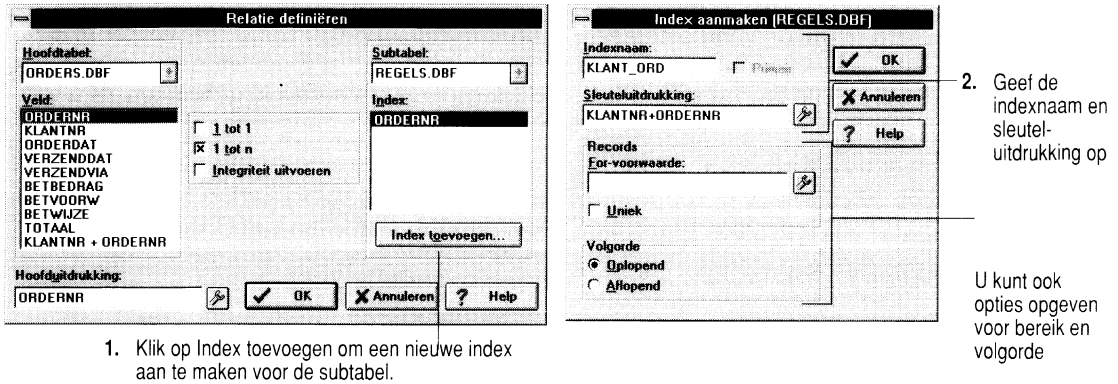 Relatie definiëren
Hoofdtabel:
ORDERS.DBF
Subtabel:
REGELS.DBF
Veld:
ORDERNR
KLANTNR
ORDERDAT
VERZENDDAT
VERZENDVIA
BETBEDRAG
BETVOORW
BETWIJZE
TOTAAL
KLANTNR + ORDERNR
1 tot 1
1 tot n
Integriteit uitvoeren
Index:
ORDERNR
Index toevoegen...
Hoofduitdrukking:
ORDERNR
OK
Annuleren
Help
1. Klik op Index toevoegen om een nieuwe index
aan te maken voor de subtabel.
Index aanmaken (REGELS.DBF)
Indexnaam:
KLANT_ORD
Primair
Sleuteluitdrukking:
KLANTNR+ORDERNR
Records
For-voorwaarde:
Uniek
Volgorde
Oplopend
Aflopend
OK
Annuleren
Help
2. Geef de
indexnaam en
sleutel-
uitdrukking op
U kunt ook
opties opgeven
voor bereik en
volgorde